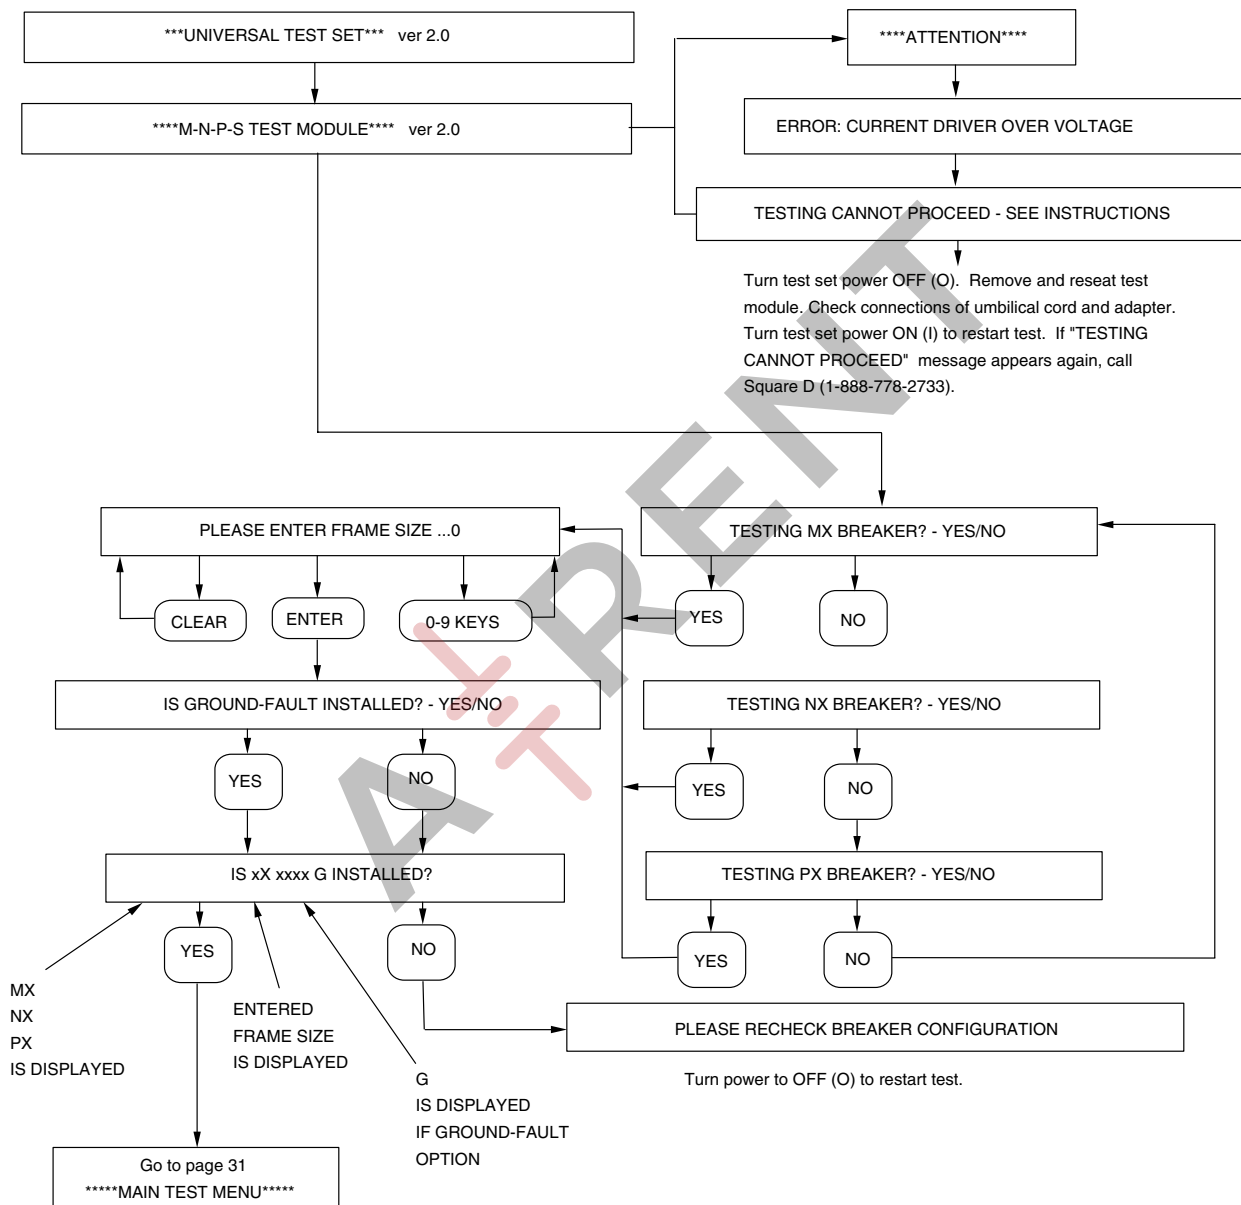 ***UNIVERSAL TEST SET*** ver 2.0
****ATTENTION****
****M-N-P-S TEST MODULE**** ver 2.0
ERROR: CURRENT DRIVER OVER VOLTAGE
TESTING CANNOT PROCEED - SEE INSTRUCTIONS
Turn test set power OFF (O). Remove and reseat test
module. Check connections of umbilical cord and adapter.
Turn test set power ON (I) to restart test. If "TESTING
CANNOT PROCEED" message appears again, call
Square D (1-888-778-2733).
PLEASE ENTER FRAME SIZE ...0
TESTING MX BREAKER? - YES/NO
CLEAR
ENTER
0-9 KEYS
YES
NO
IS GROUND-FAULT INSTALLED? - YES/NO
TESTING NX BREAKER? - YES/NO
YES
NO
YES
NO
IS xX xxxx G INSTALLED?
TESTING PX BREAKER? - YES/NO
YES
NO
YES
NO
MX
NX
PX
IS DISPLAYED
ENTERED
FRAME SIZE
IS DISPLAYED
PLEASE RECHECK BREAKER CONFIGURATION
Turn power to OFF (O) to restart test.
G
IS DISPLAYED
IF GROUND-FAULT
OPTION
Go to page 31
*****MAIN TEST MENU*****
A RENT